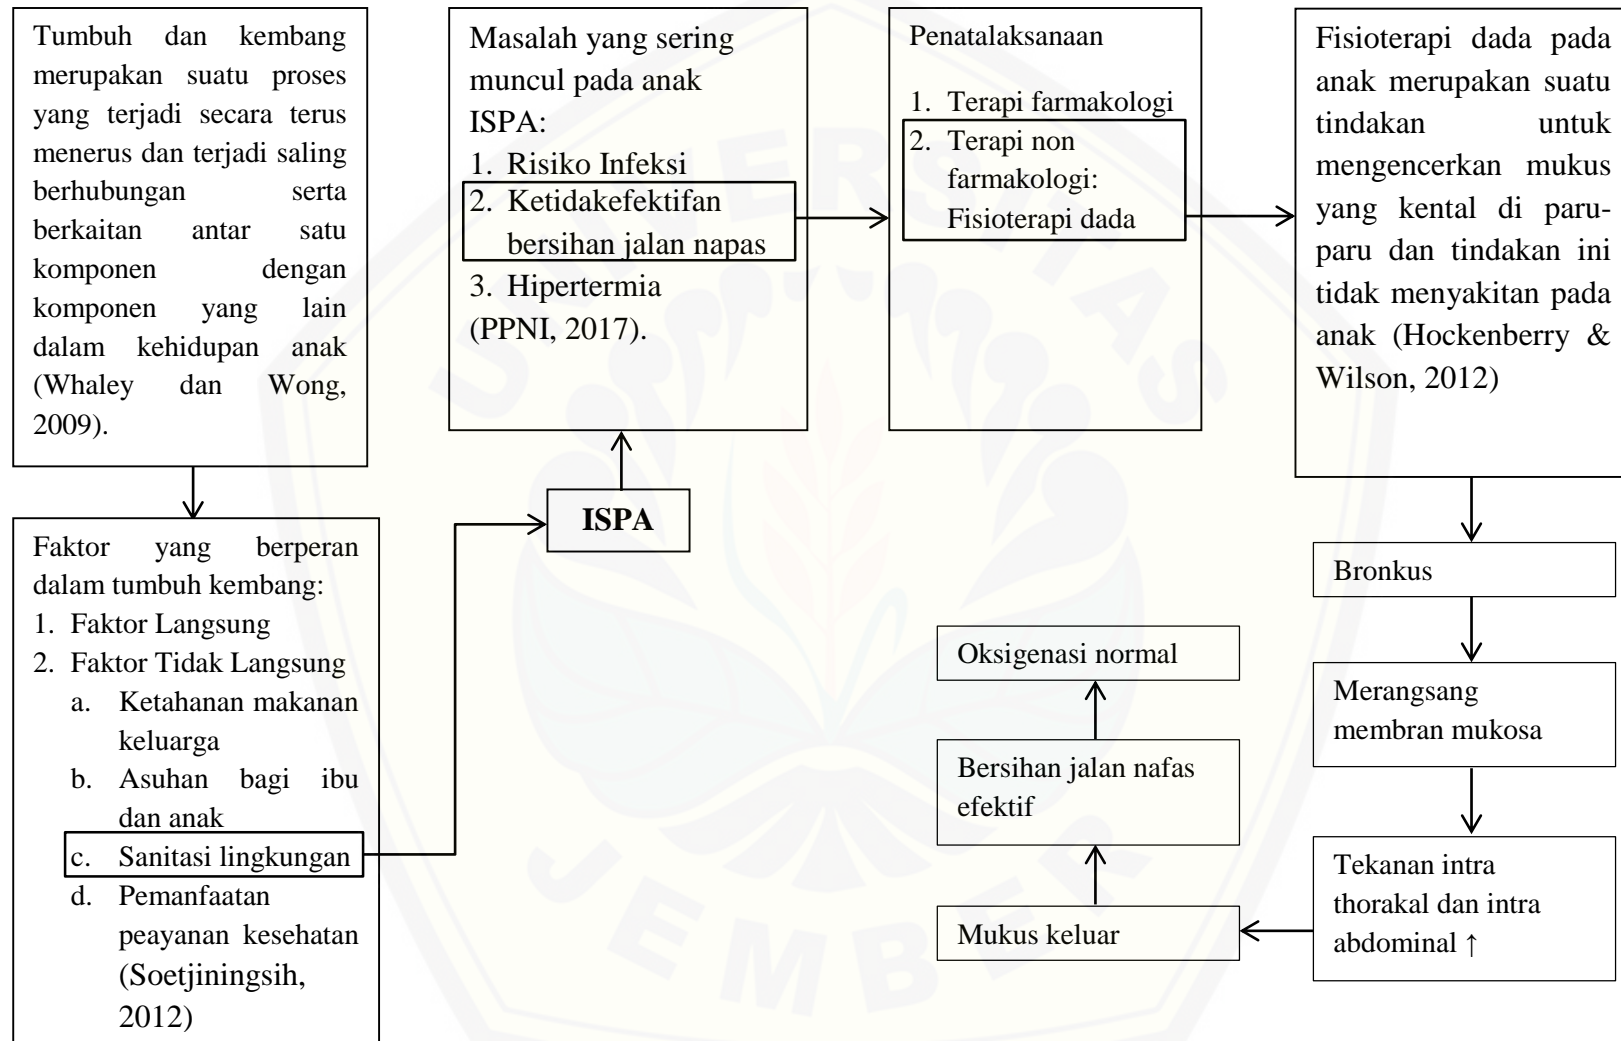 Tumbuh dan kembang
merupakan suatu proses
yang terjadi secara terus
menerus dan terjadi saling
berhubungan serta
berkaitan antar satu
komponen dengan
komponen yang lain
dalam kehidupan anak
(Whaley dan Wong,
2009).
Faktor yang berperan
dalam tumbuh kembang:
1. Faktor Langsung
2. Faktor Tidak Langsung
a. Ketahanan makanan
keluarga
b. Asuhan bagi ibu
dan anak
c. Sanitasi lingkungan
d. Pemanfaatan
peayanan kesehatan
(Soetjiningsih,
2012)
ISPA
Masalah yang sering
muncul pada anak
ISPA:
1. Risiko Infeksi
2. Ketidakefektifan
bersihan jalan napas
3. Hipertermia
(PPNI, 2017).
Penatalaksanaan
1. Terapi farmakologi
2. Terapi non
farmakologi:
Fisioterapi dada
Fisioterapi dada pada
anak merupakan suatu
tindakan untuk
mengencerkan mukus
yang kental di paru-
paru dan tindakan ini
tidak menyakitan pada
anak (Hockenberry &
Wilson, 2012)
Bronkus
Merangsang
membran mukosa
Tekanan intra
thorakal dan intra
abdominal ↑
Mukus keluar
Bersihan jalan nafas
efektif
Oksigenasi normal
UNIVERSITAS
JEMBER